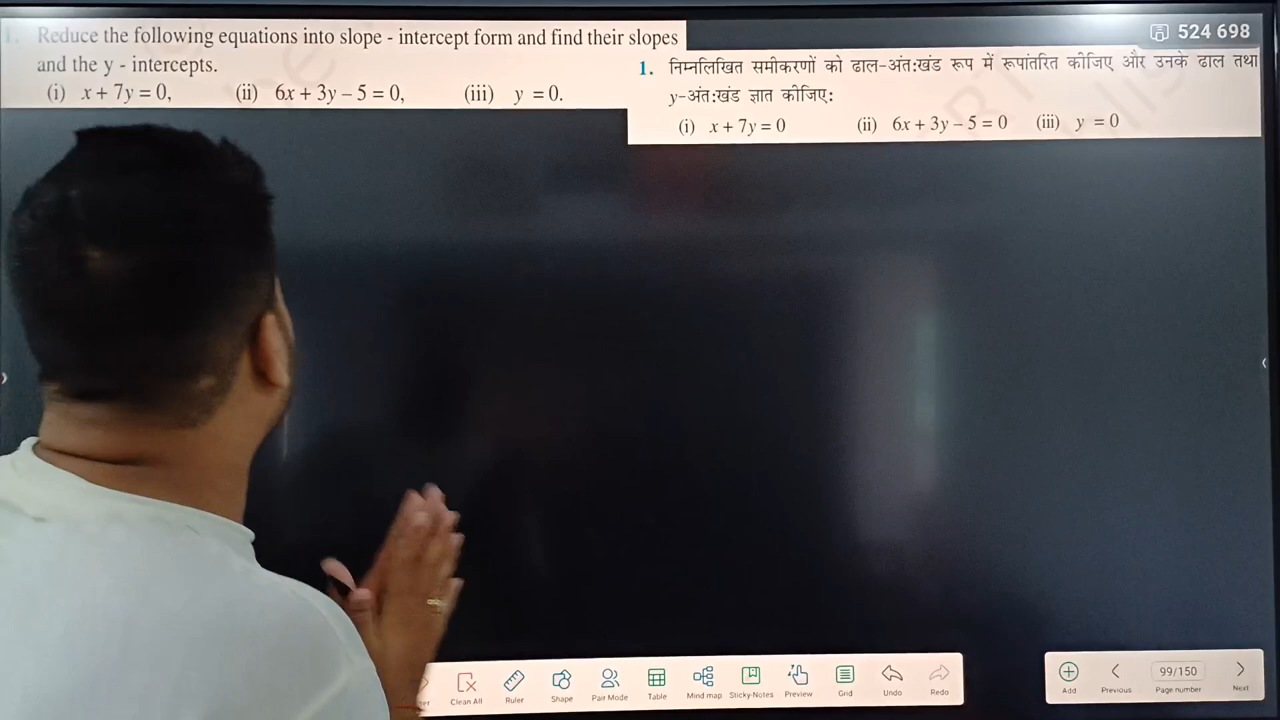 1. Reduce the following equations into slope - intercept form and find their slopes
and the y - intercepts.
(i) x + 7y = 0, (ii) 6x + 3y – 5 = 0, (iii) y = 0.
524 698
1. निम्नलिखित समीकरणों को ढाल-अंत:खंड रूप में रूपांतरित कीजिए और उनके ढाल तथा
y-अंत:खंड ज्ञात कीजिए:
(i) x + 7y = 0 (ii) 6x + 3y – 5 = 0 (iii) y = 0
Clean All Ruler Shape Pair Mode Table Mind map Sticky-Notes Preview Grid Undo Redo
99/150
Add Previous Page number Next